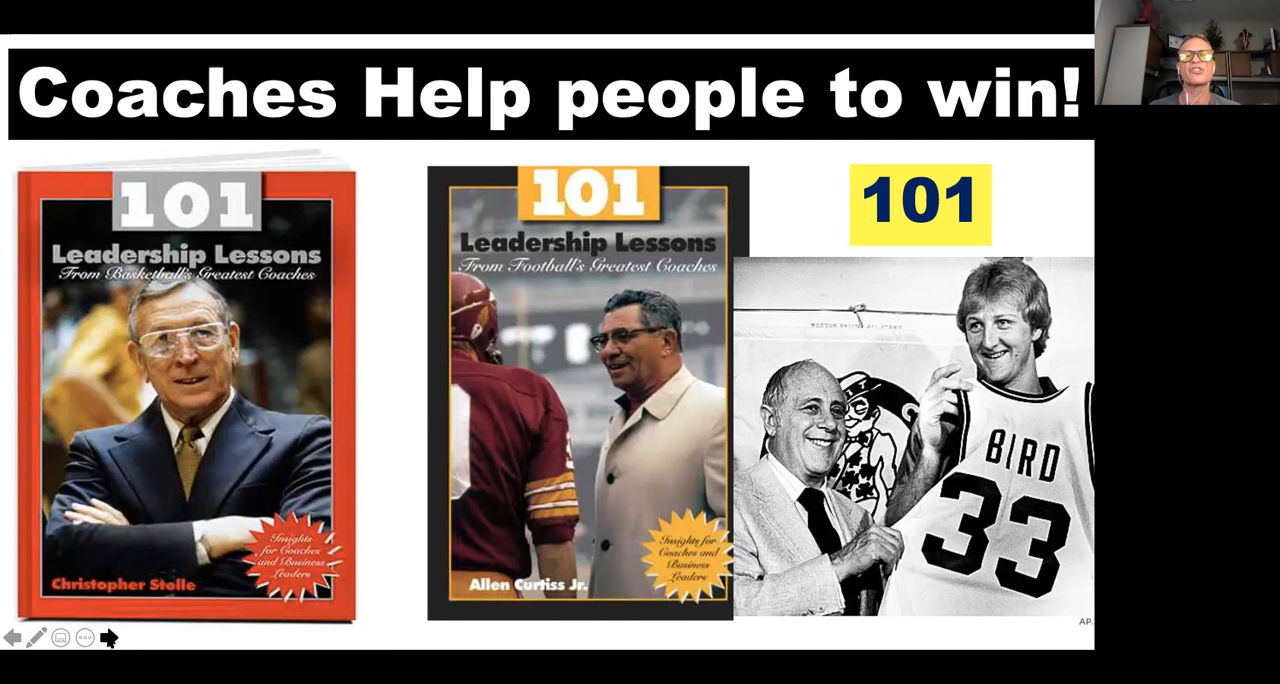 Coaches Help people to win!
101
Leadership Lessons
From Basketball's Greatest Coaches
Insights
for Coaches
and Business
Leaders
Christopher Stolle
101
Leadership Lessons
From Football's Greatest Coaches
Insights for
Coaches and
Business
Leaders
Allen Curtiss Jr.
101
BIRD
33
AP